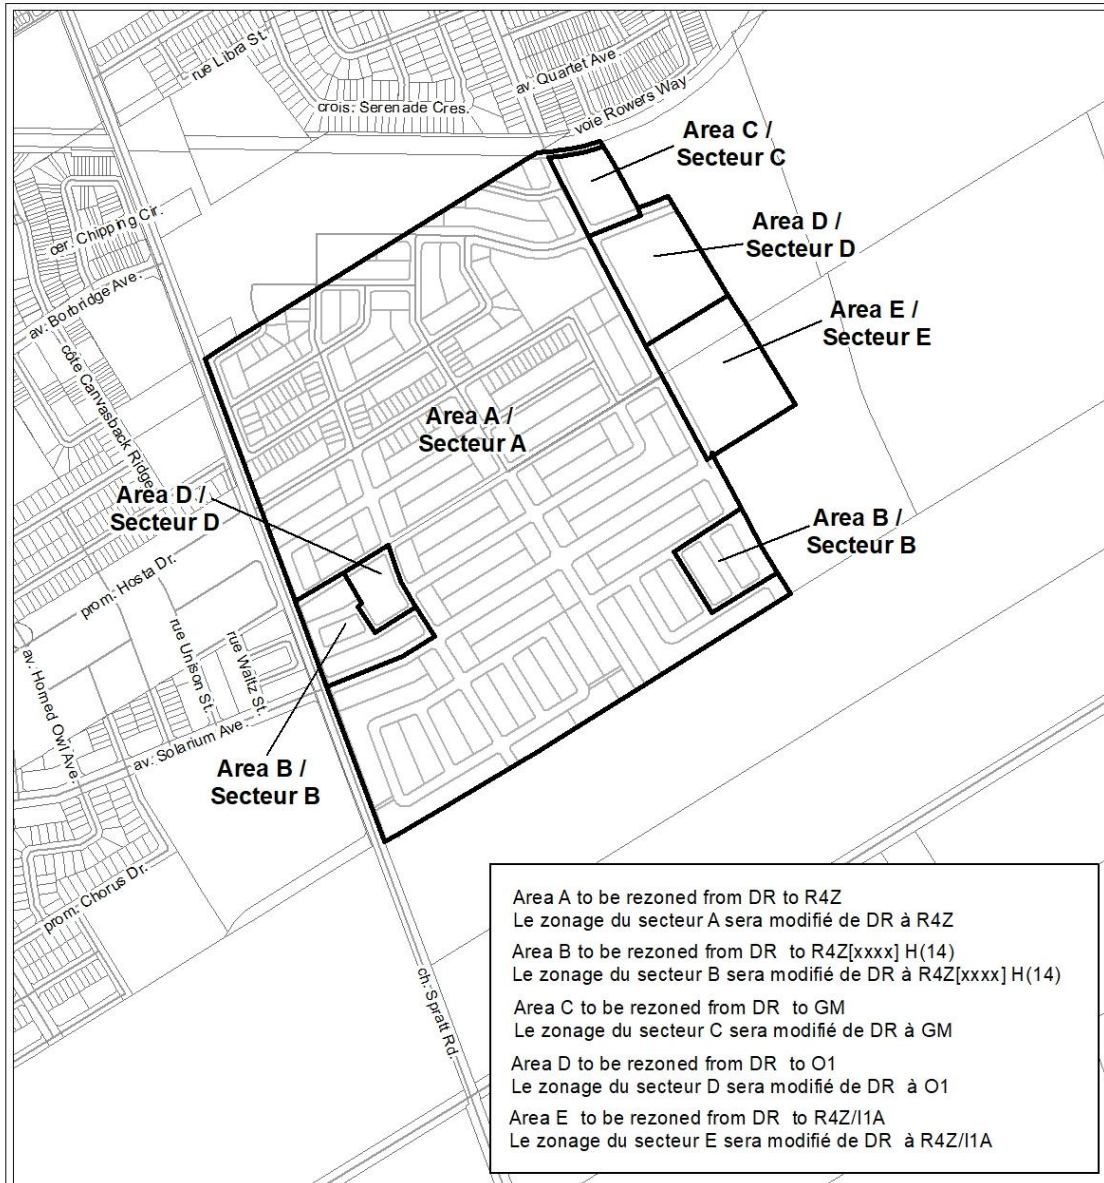 rue Libra St.
av. Quartet Ave.
crois. Serenade Cres.
voie Rowers Way
Area C /
Secteur C
cer. Chipping Cir.
Area D /
Secteur D
av. Borbridge Ave.
Area E /
Secteur E
côte Canvasback Ridge
Area A /
Secteur A
Area D /
Secteur D
Area B /
Secteur B
prom. Hosta Dr.
rue Unison St.
rue Waltz St.
av. Horned Owl Ave.
av. Solarium Ave.
Area B /
Secteur B
prom. Chorus Dr.
ch. Spratt Rd.
Area A to be rezoned from DR to R4Z
Le zonage du secteur A sera modifié de DR à R4Z
Area B to be rezoned from DR to R4Z[xxxx] H(14)
Le zonage du secteur B sera modifié de DR à R4Z[xxxx] H(14)
Area C to be rezoned from DR to GM
Le zonage du secteur C sera modifié de DR à GM
Area D to be rezoned from DR to O1
Le zonage du secteur D sera modifié de DR à O1
Area E to be rezoned from DR to R4Z/I1A
Le zonage du secteur E sera modifié de DR à R4Z/I1A